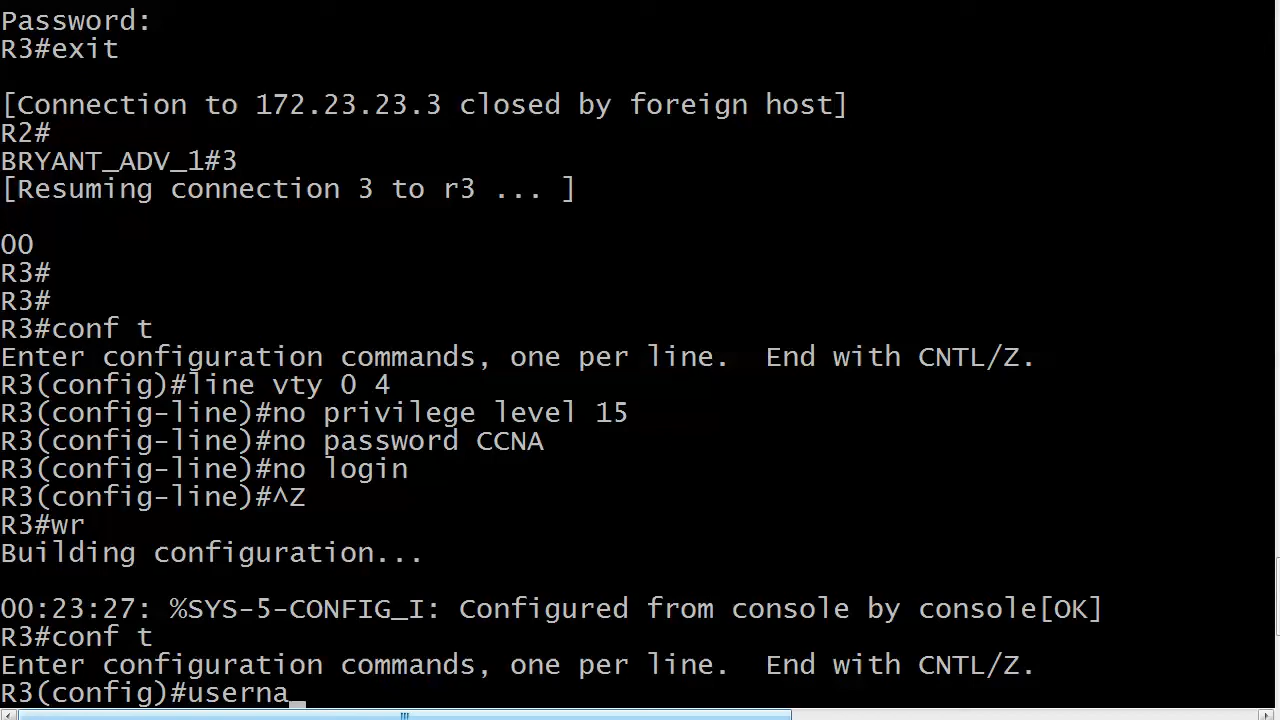 Password:
R3#exit
[Connection to 172.23.23.3 closed by foreign host]
R2#
BRYANT_ADV_1#3
[Resuming connection 3 to r3 ... ]
00
R3#
R3#
R3#conf t
Enter configuration commands, one per line.  End with CNTL/Z.
R3(config)#line vty 0 4
R3(config-line)#no privilege level 15
R3(config-line)#no password CCNA
R3(config-line)#no login
R3(config-line)#^Z
R3#wr
Building configuration...
00:23:27: %SYS-5-CONFIG_I: Configured from console by console[OK]
R3#conf t
Enter configuration commands, one per line.  End with CNTL/Z.
R3(config)#userna